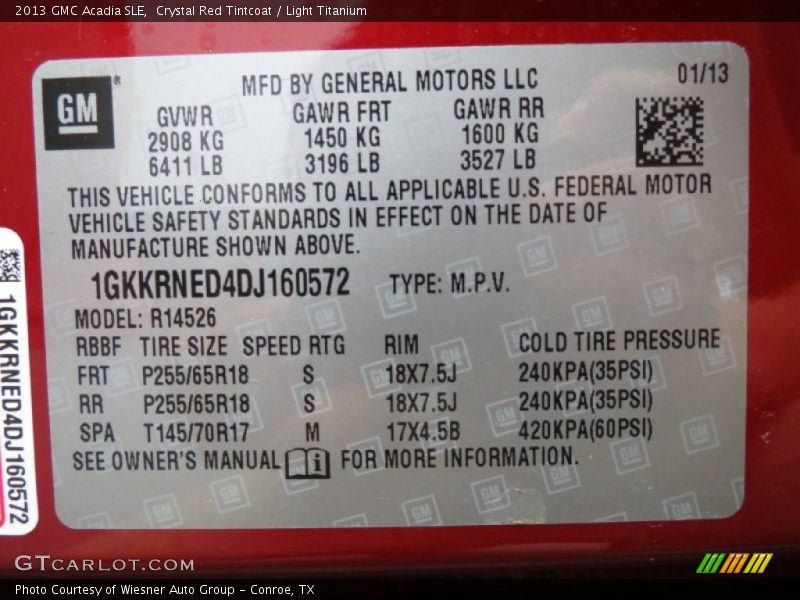 2013 GMC Acadia SLE,  Crystal Red Tintcoat / Light Titanium
GM®
MFD BY GENERAL MOTORS LLC 01/13
GVWR GAWR FRT GAWR RR
2908 KG 1450 KG 1600 KG
6411 LB 3196 LB 3527 LB
THIS VEHICLE CONFORMS TO ALL APPLICABLE U.S. FEDERAL MOTOR
VEHICLE SAFETY STANDARDS IN EFFECT ON THE DATE OF
MANUFACTURE SHOWN ABOVE.
1GKKRNED4DJ160572 TYPE: M.P.V.
MODEL: R14526
RBBF TIRE SIZE SPEED RTG RIM COLD TIRE PRESSURE
FRT P255/65R18 S 18X7.5J 240KPA(35PSI)
RR P255/65R18 S 18X7.5J 240KPA(35PSI)
SPA T145/70R17 M 17X4.5B 420KPA(60PSI)
SEE OWNER'S MANUAL FOR MORE INFORMATION.
1GKKRNED4DJ160572
GTCARLOT.COM
Photo Courtesy of Wiesner Auto Group - Conroe, TX